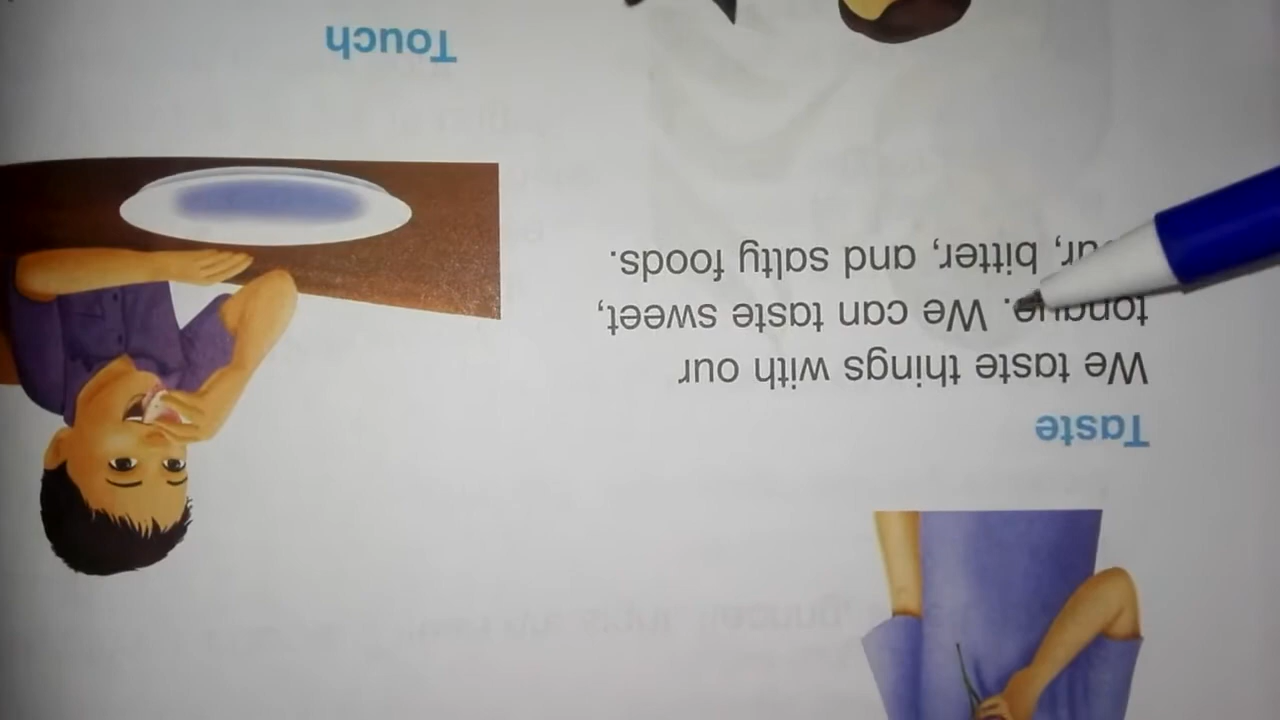 Taste
We taste things with our
tongue. We can taste sweet,
bitter, and salty foods.
Touch